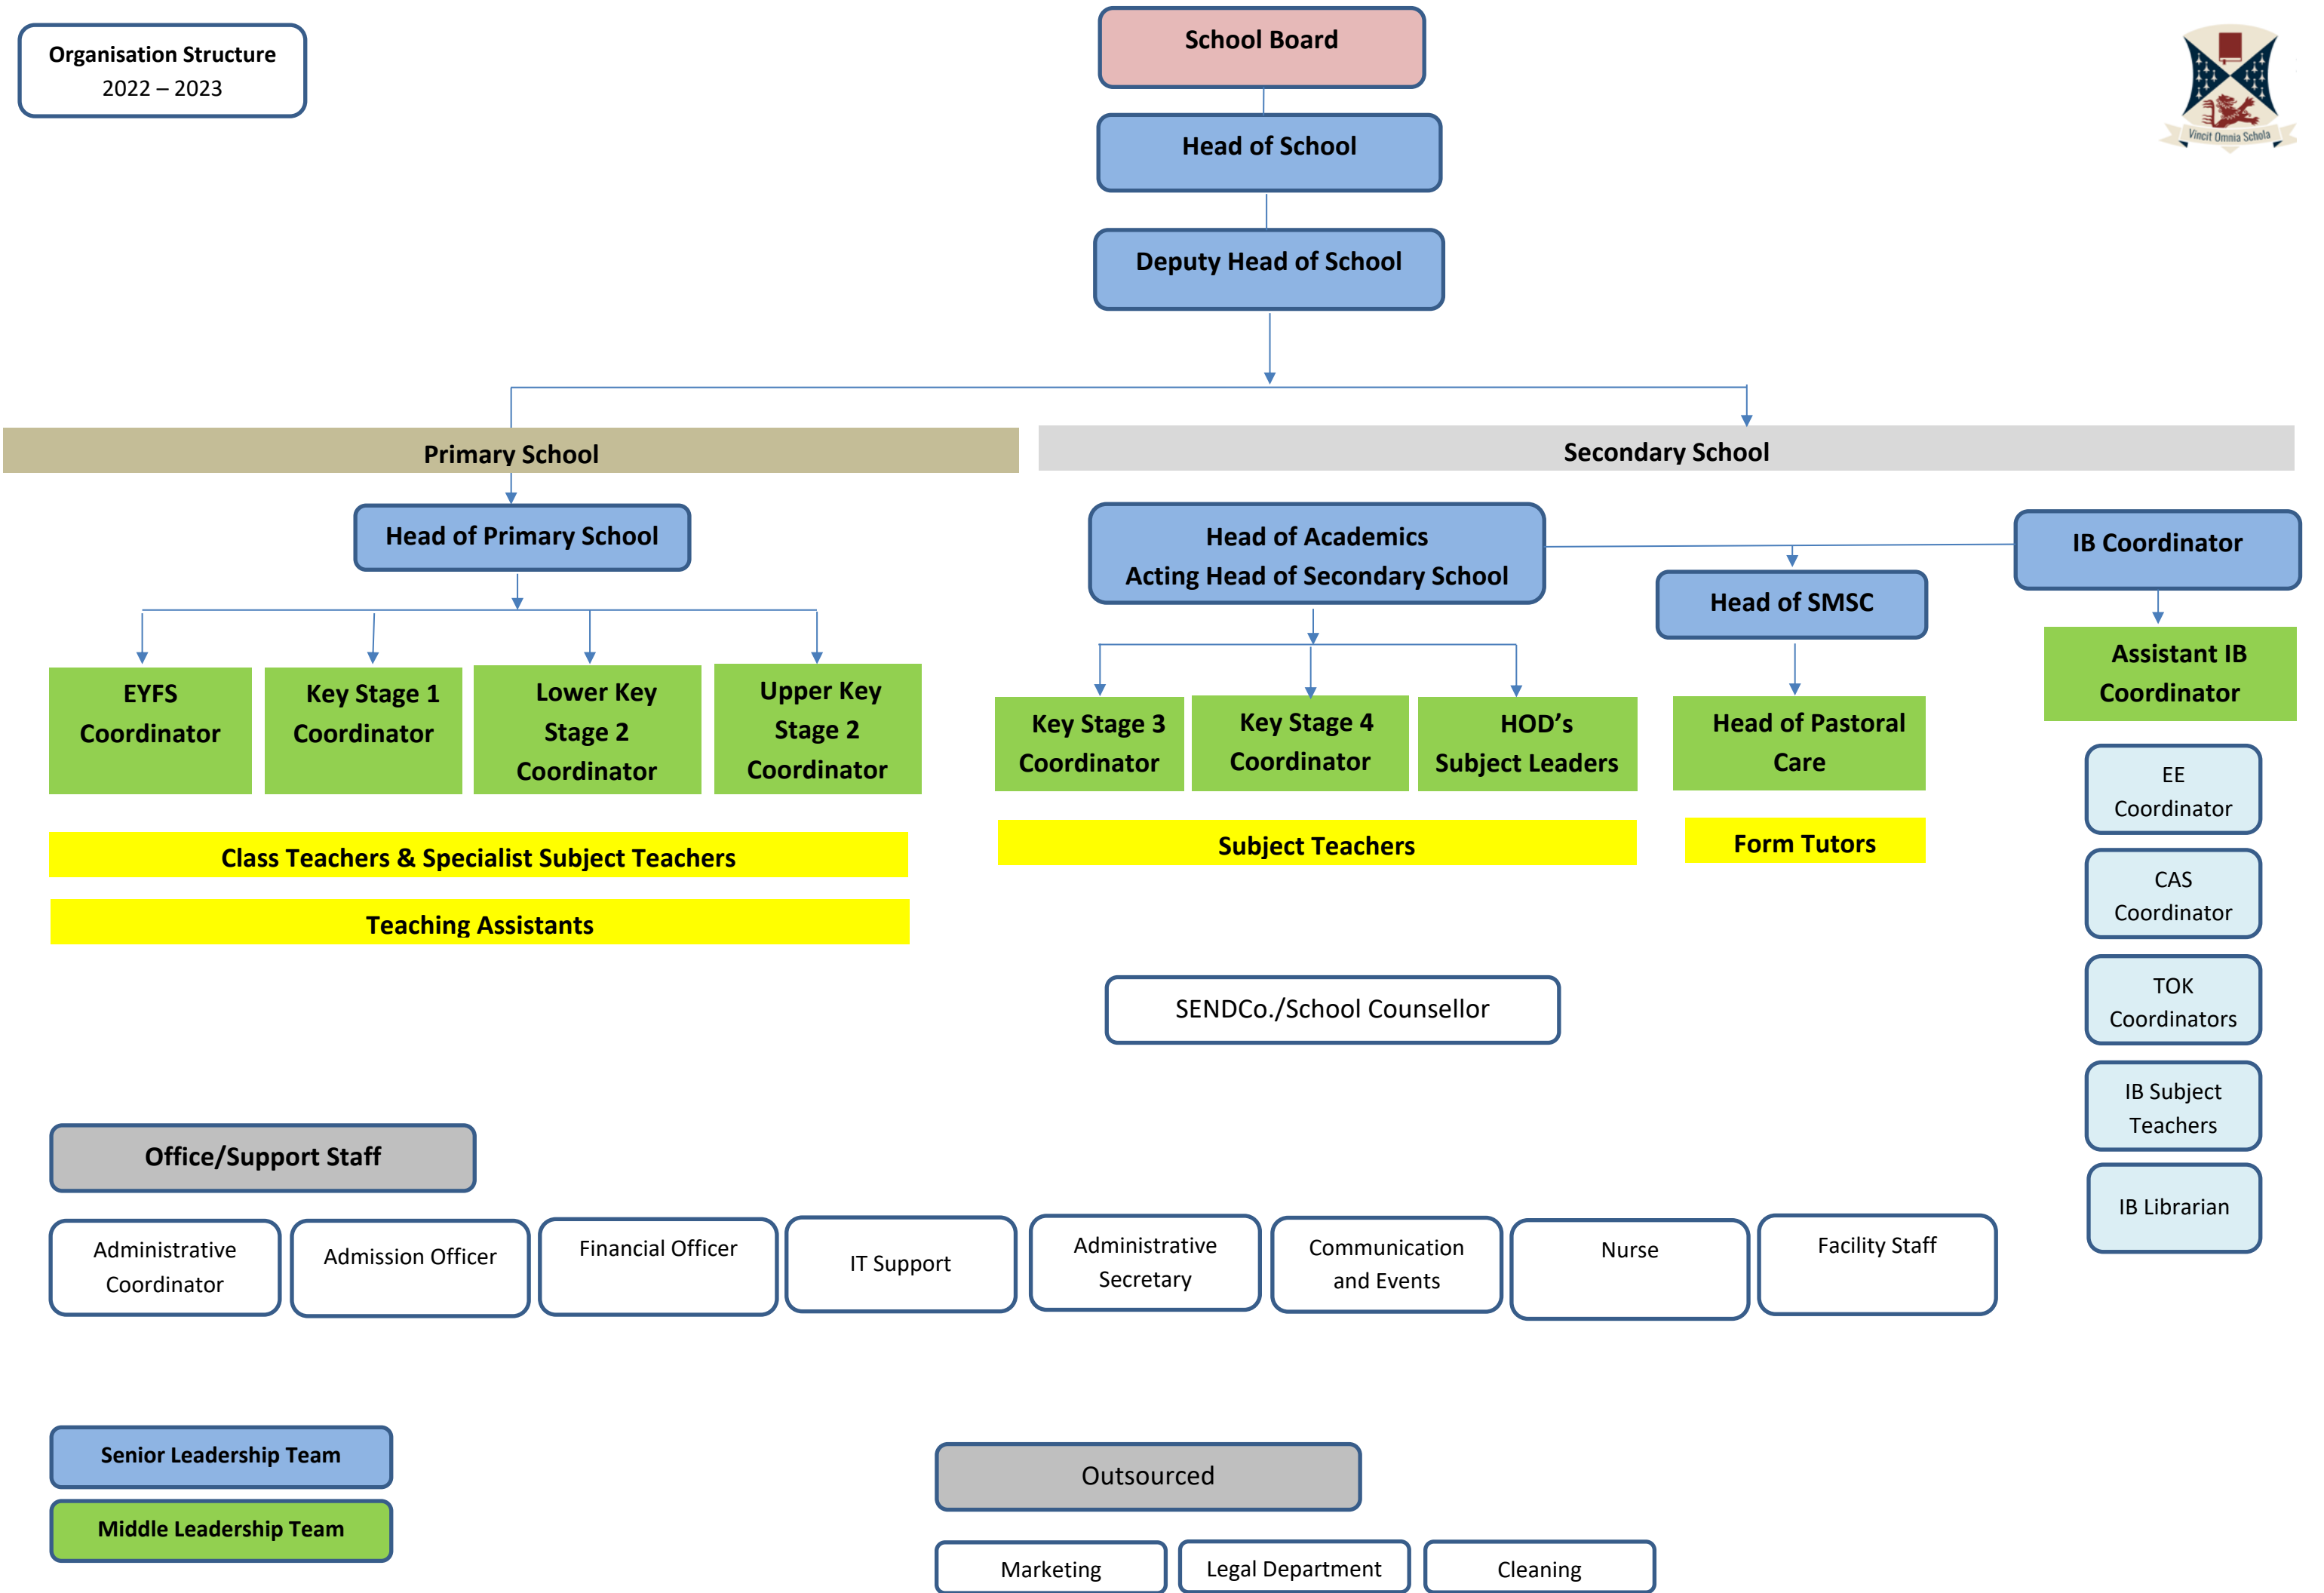 Organisation Structure
2022 – 2023
School Board
Vincit Omnia Schola
Head of School
Deputy Head of School
Primary School
Secondary School
Head of Primary School
Head of Academics
Acting Head of Secondary School
IB Coordinator
Head of SMSC
EYFS
Coordinator
Key Stage 1
Coordinator
Lower Key
Stage 2
Coordinator
Upper Key
Stage 2
Coordinator
Key Stage 3
Coordinator
Key Stage 4
Coordinator
HOD’s
Subject Leaders
Head of Pastoral
Care
Assistant IB
Coordinator
Class Teachers & Specialist Subject Teachers
Teaching Assistants
Subject Teachers
Form Tutors
EE
Coordinator
CAS
Coordinator
TOK
Coordinators
IB Subject
Teachers
IB Librarian
SENDCo./School Counsellor
Office/Support Staff
Administrative
Coordinator
Admission Officer
Financial Officer
IT Support
Administrative
Secretary
Communication
and Events
Nurse
Facility Staff
Senior Leadership Team
Middle Leadership Team
Outsourced
Marketing
Legal Department
Cleaning